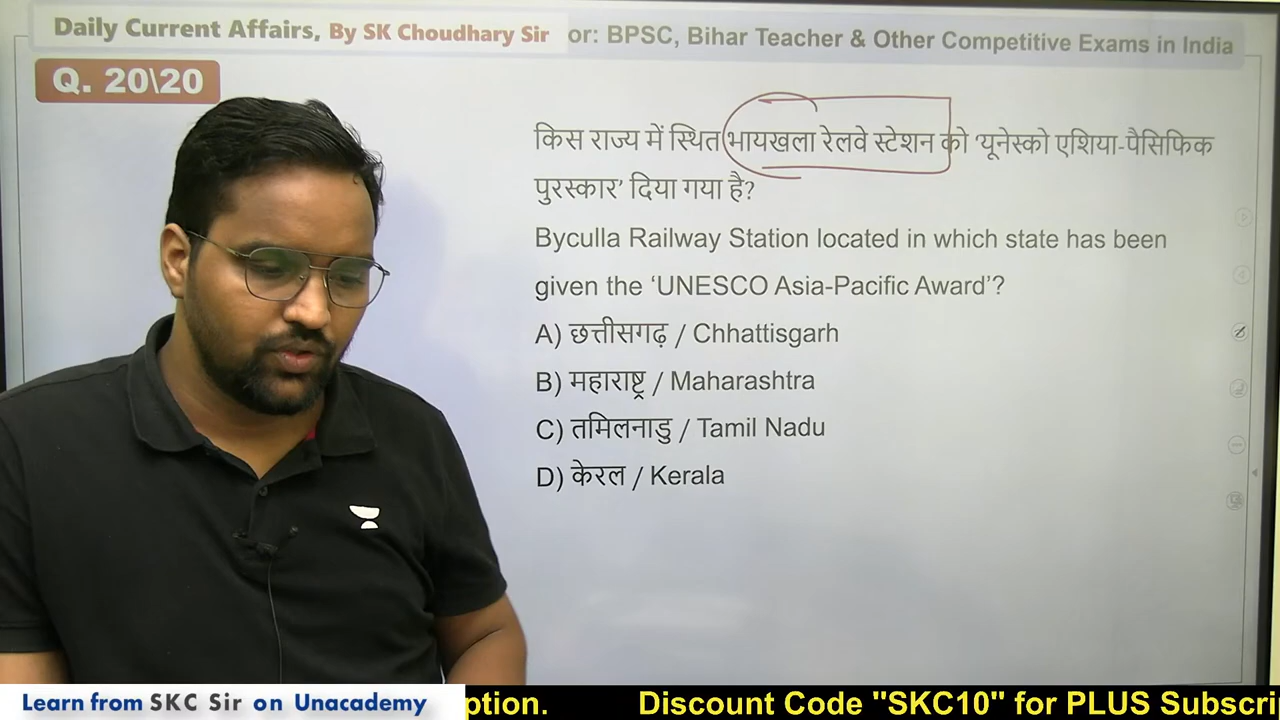 Daily Current Affairs, By SK Choudhary Sir or: BPSC, Bihar Teacher & Other Competitive Exams in India
Q. 20\20
किस राज्य में स्थित भायखला रेलवे स्टेशन को ‘यूनेस्को एशिया-पैसिफिक
पुरस्कार’ दिया गया है?
Byculla Railway Station located in which state has been
given the ‘UNESCO Asia-Pacific Award’?
A) छत्तीसगढ़ / Chhattisgarh
B) महाराष्ट्र / Maharashtra
C) तमिलनाडु / Tamil Nadu
D) केरल / Kerala
Learn from SKC Sir on Unacademy
ption. Discount Code "SKC10" for PLUS Subscri